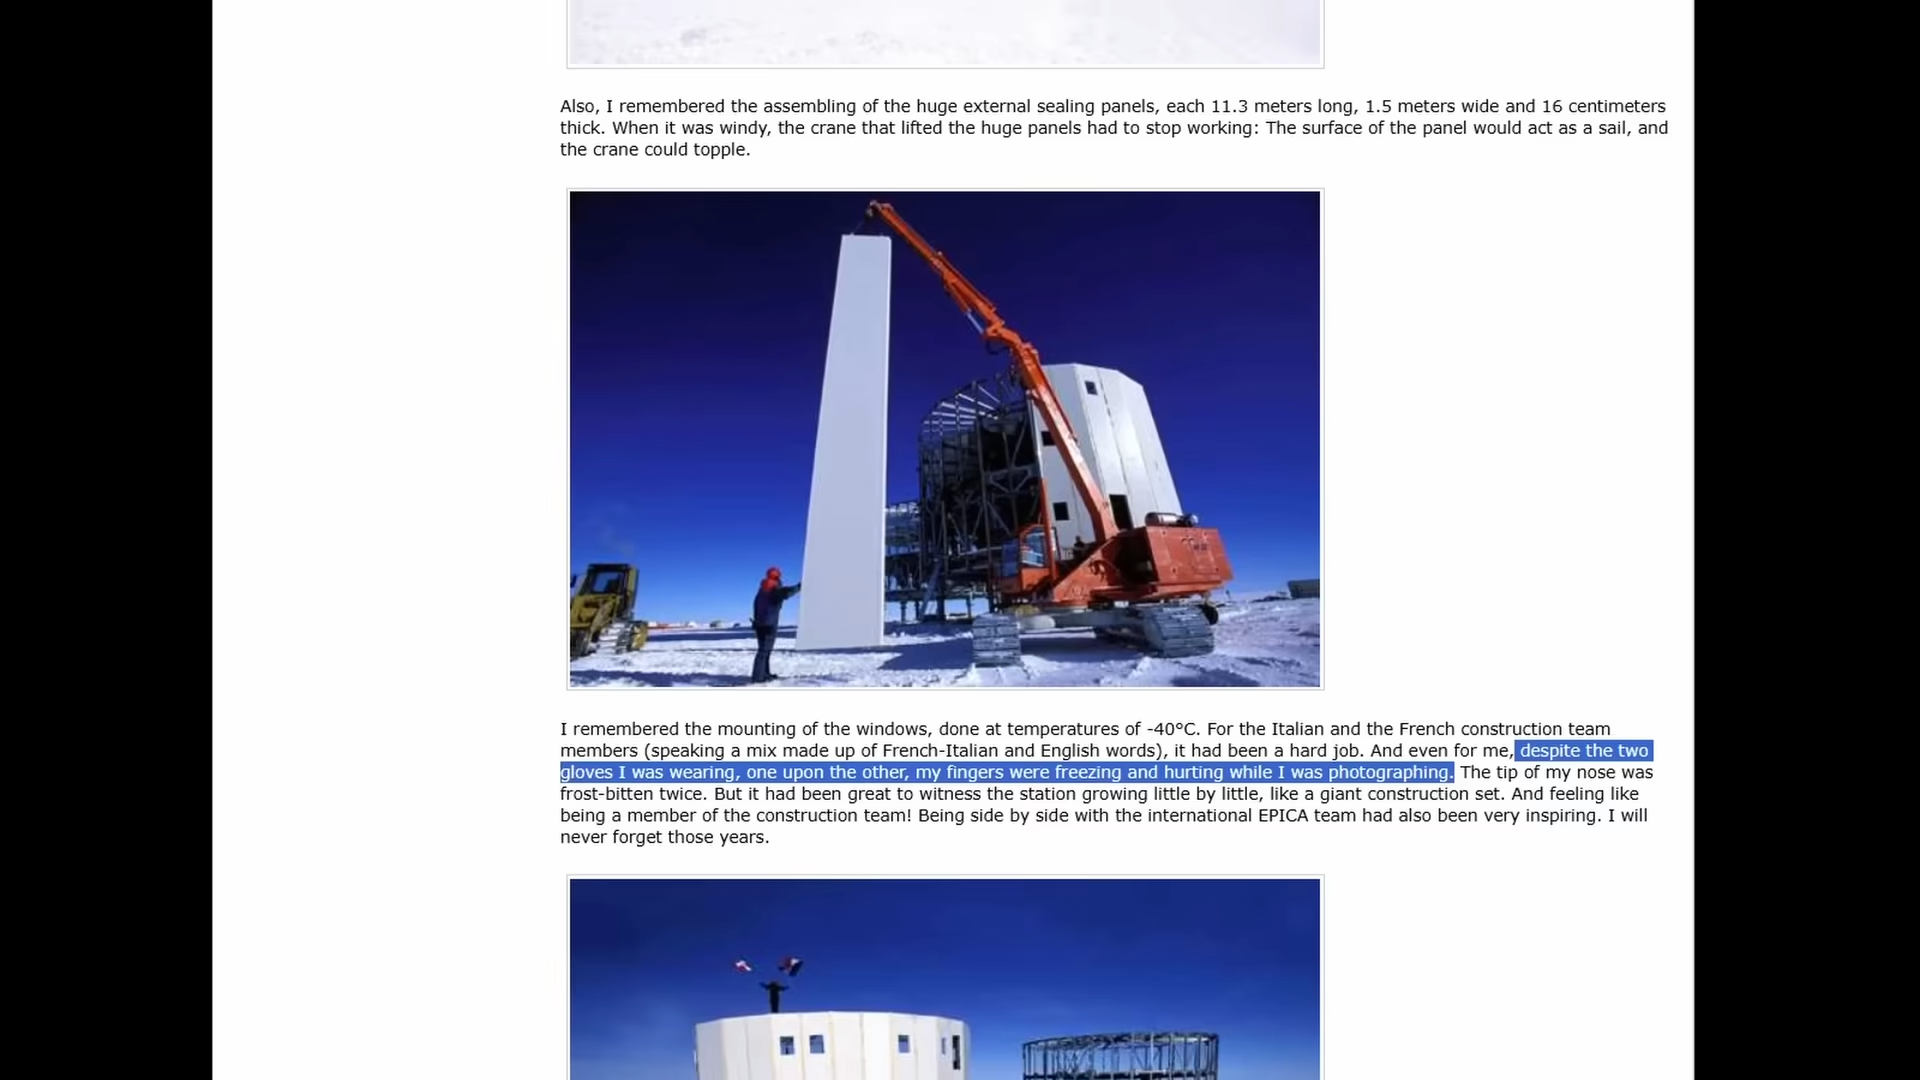 Also, I remembered the assembling of the huge external sealing panels, each 11.3 meters long, 1.5 meters wide and 16 centimeters
thick. When it was windy, the crane that lifted the huge panels had to stop working: The surface of the panel would act as a sail, and
the crane could topple.
I remembered the mounting of the windows, done at temperatures of -40°C. For the Italian and the French construction team
members (speaking a mix made up of French-Italian and English words), it had been a hard job. And even for me, despite the two
gloves I was wearing, one upon the other, my fingers were freezing and hurting while I was photographing. The tip of my nose was
frost-bitten twice. But it had been great to witness the station growing little by little, like a giant construction set. And feeling like
being a member of the construction team! Being side by side with the international EPICA team had also been very inspiring. I will
never forget those years.